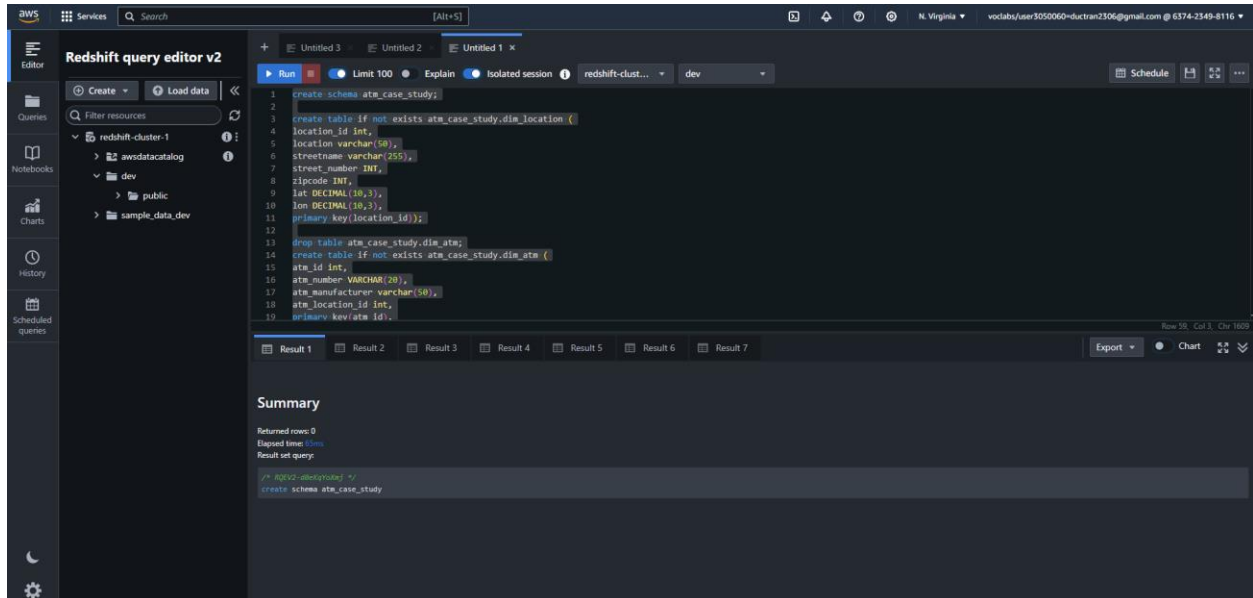 aws Services Search [Alt+S] N. Virginia voclabs/user3050060=ductran2306@gmail.com @ 6374-2349-8116
Editor
Queries
Notebooks
Charts
History
Scheduled
queries
Redshift query editor v2
Create Load data
Filter resources
redshift-cluster-1
awsdatacatalog
dev
public
sample_data_dev
Untitled 3 Untitled 2 Untitled 1
Run Limit 100 Explain Isolated session redshift-clust... dev Schedule
1 create schema atm_case_study;
2
3 create table if not exists atm_case_study.dim_location (
4 location_id int,
5 location varchar(50),
6 streetname varchar(255),
7 street_number INT,
8 zipcode INT,
9 lat DECIMAL(10,3),
10 lon DECIMAL(10,3),
11 primary key(location_id));
12
13 drop table atm_case_study.dim_atm;
14 create table if not exists atm_case_study.dim_atm (
15 atm_id int,
16 atm_number VARCHAR(20),
17 atm_manufacturer varchar(50),
18 atm_location_id int,
19 primary key(atm_id),
Row 59, Col 3, Chr 1609
Result 1 Result 2 Result 3 Result 4 Result 5 Result 6 Result 7 Export Chart
Summary
Returned rows: 0
Elapsed time: 65ms
Result set query:
create schema atm_case_study